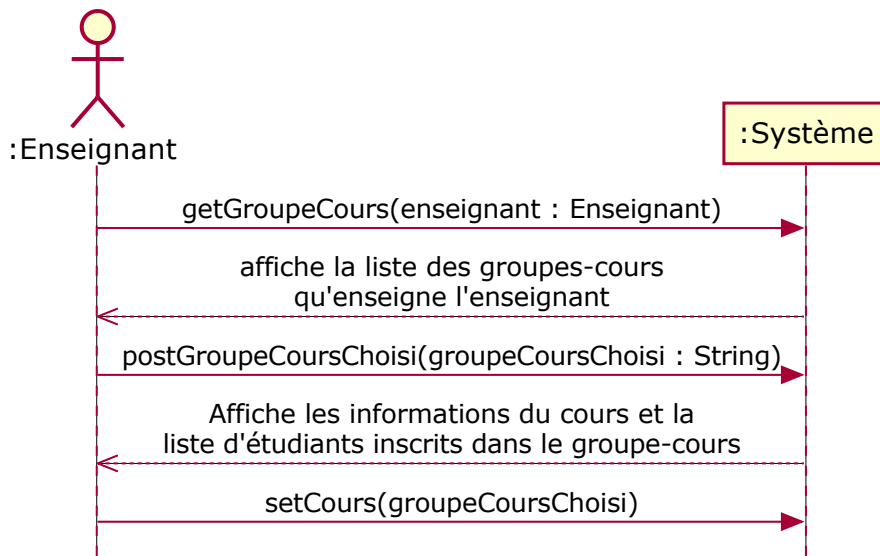 :Enseignant
:Système
getGroupeCours(enseignant : Enseignant)
affiche la liste des groupes-cours
qu'enseigne l'enseignant
postGroupeCoursChoisi(groupeCoursChoisi : String)
Affiche les informations du cours et la
liste d'étudiants inscrits dans le groupe-cours
setCours(groupeCoursChoisi)